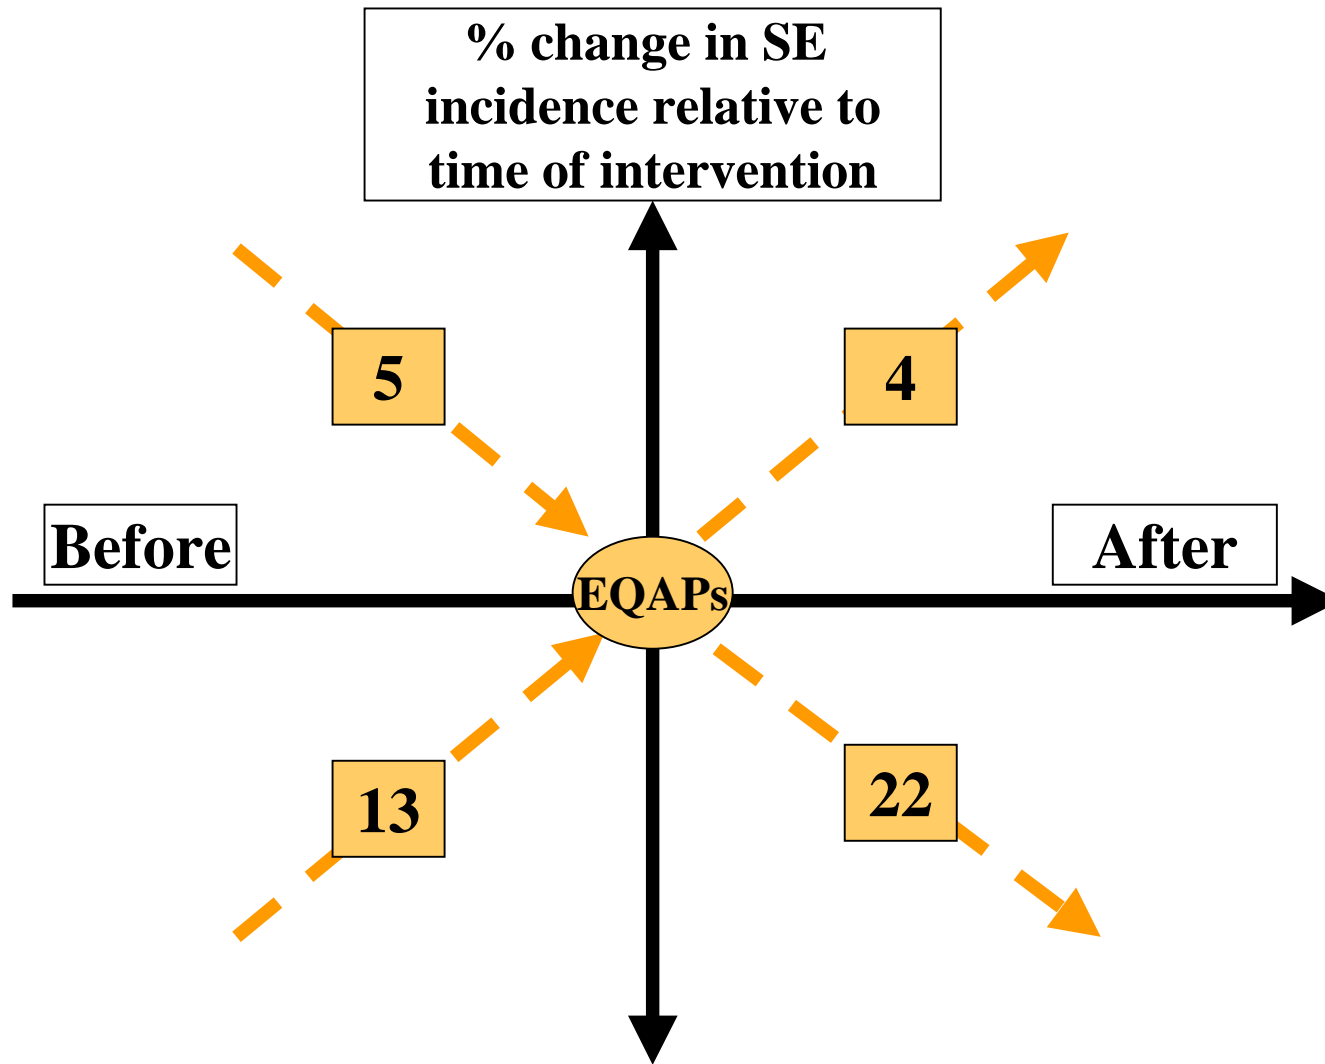 % change in SE
incidence relative to
time of intervention
5
4
Before
After
EQAPs
13
22